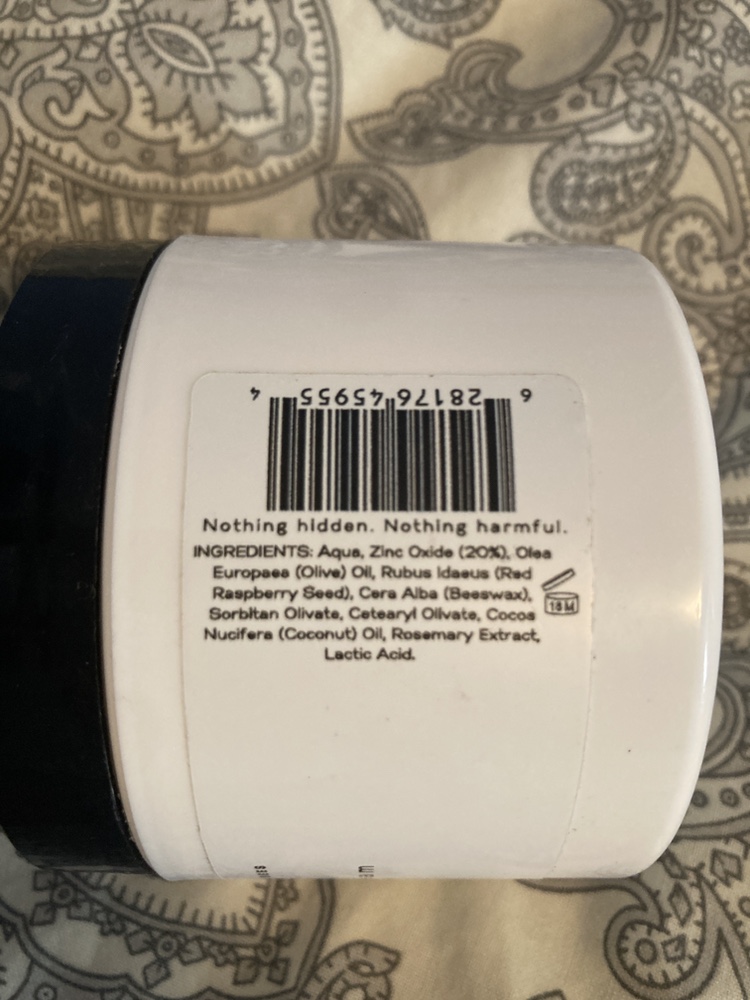 6 28176 45955 4
Nothing hidden. Nothing harmful.
INGREDIENTS: Aqua, Zinc Oxide (20%), Olea
Europaea (Olive) Oil, Rubus Idaeus (Red
Raspberry Seed), Cera Alba (Beeswax),
Sorbitan Olivate, Cetearyl Olivate, Cocos
Nucifera (Coconut) Oil, Rosemary Extract,
Lactic Acid.
18 M